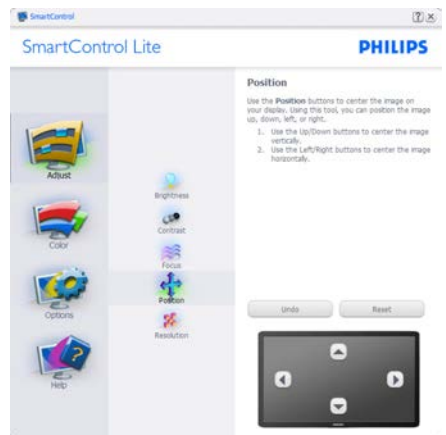 SmartControl
SmartControl Lite
PHILIPS
Adjust
Color
Options
Help
Brightness
Contrast
Focus
Position
Resolution
Position
Use the Position buttons to center the image on
your display. Using this tool, you can position the image
up, down, left, or right.
1. Use the Up/Down buttons to center the image
vertically.
2. Use the Left/Right buttons to center the image
horizontally.
Undo
Reset